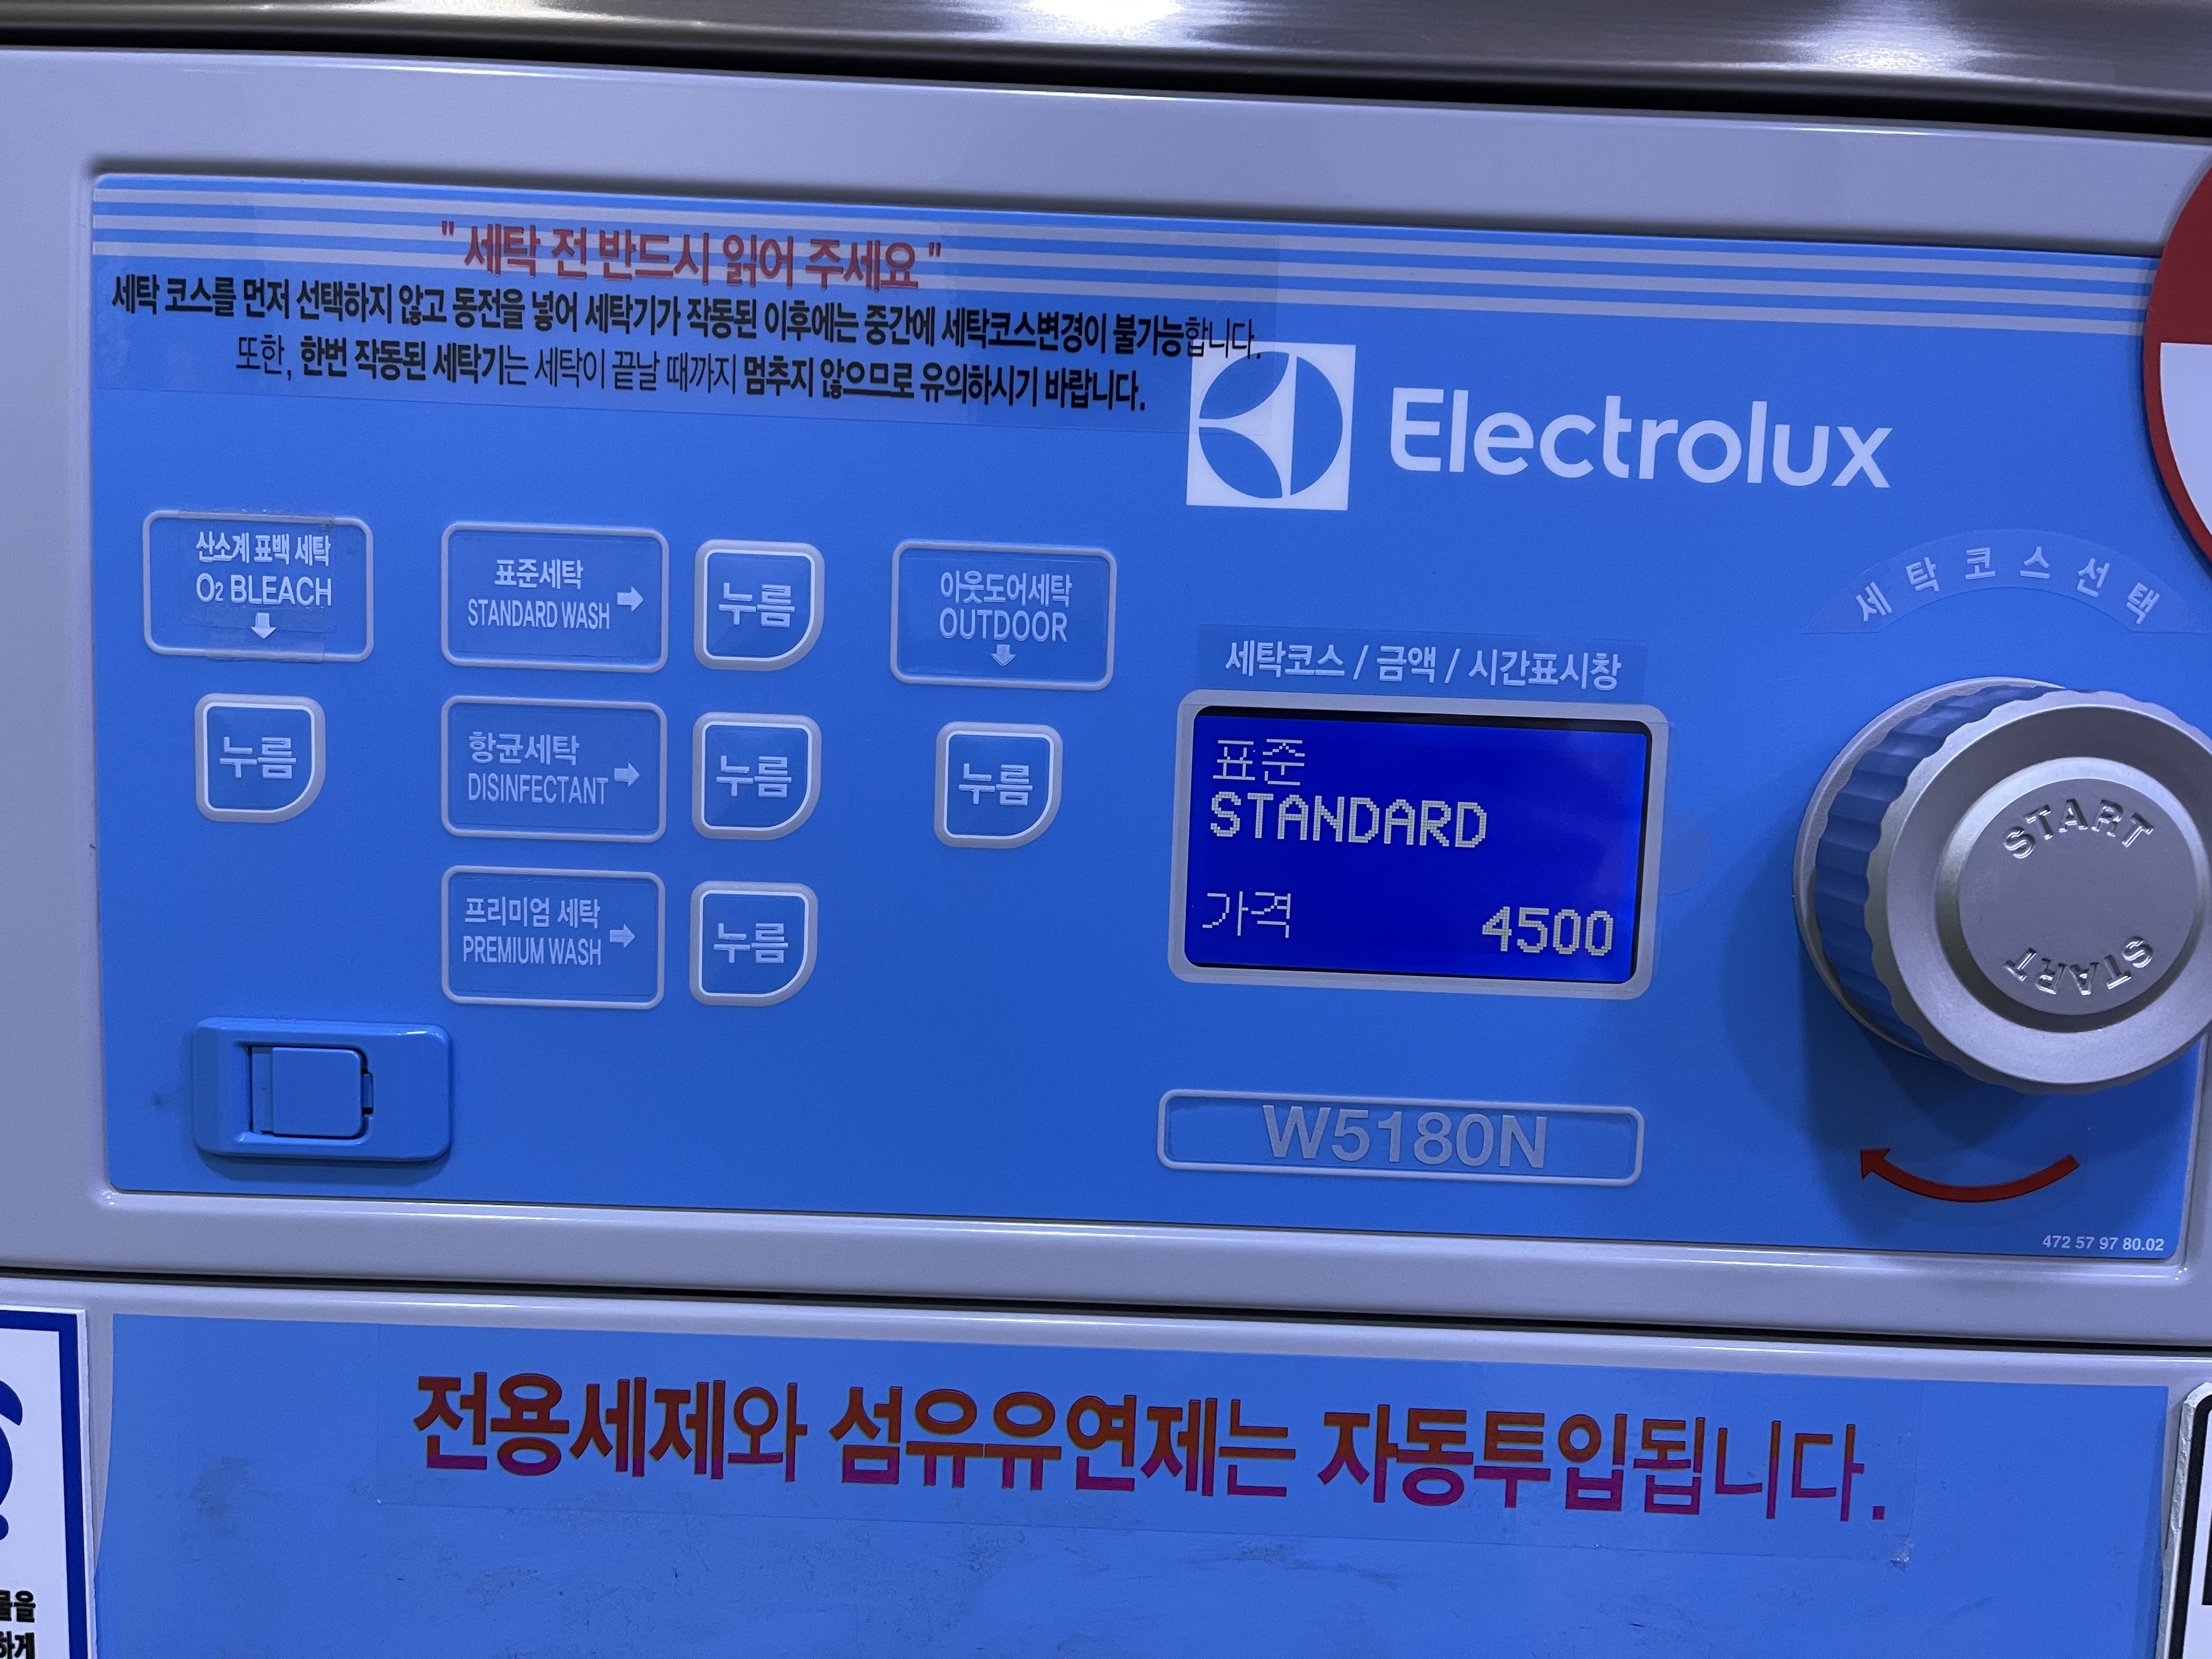 " 세탁 전 반드시 읽어 주세요 "
세탁 코스를 먼저 선택하지 않고 동전을 넣어 세탁기가 작동된 이후에는 중간에 세탁코스변경이 불가능합니다.
또한, 한번 작동된 세탁기는 세탁이 끝날 때까지 멈추지 않으므로 유의하시기 바랍니다.
Electrolux
산소계 표백 세탁
O2 BLEACH
누름
표준세탁
STANDARD WASH
누름
항균세탁
DISINFECTANT
누름
프리미엄 세탁
PREMIUM WASH
누름
아웃도어세탁
OUTDOOR
누름
세탁코스 / 금액 / 시간표시창
표준
STANDARD
가격 4500
W5180N
세탁코스선택
START
START
472 57 97 80.02
전용세제와 섬유유연제는 자동투입됩니다.
하게